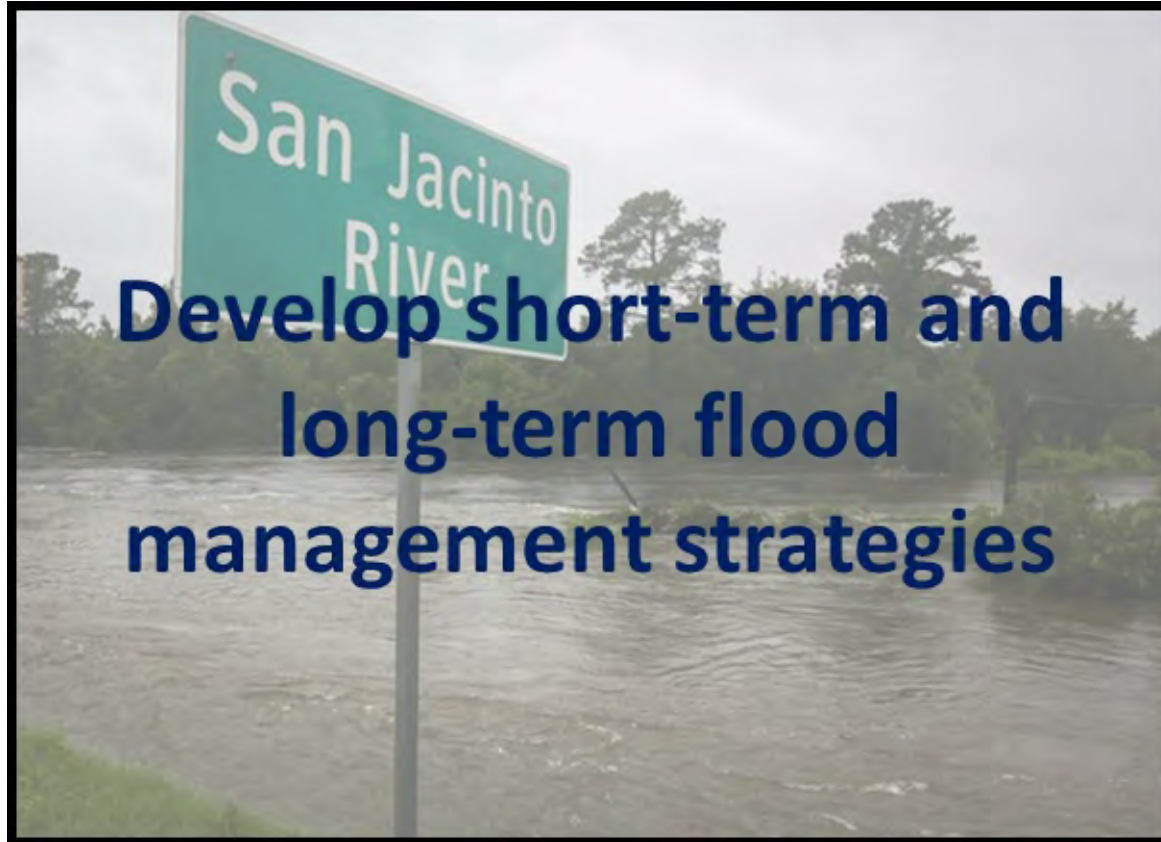 San Jacinto
River
Develop short-term and
long-term flood
management strategies